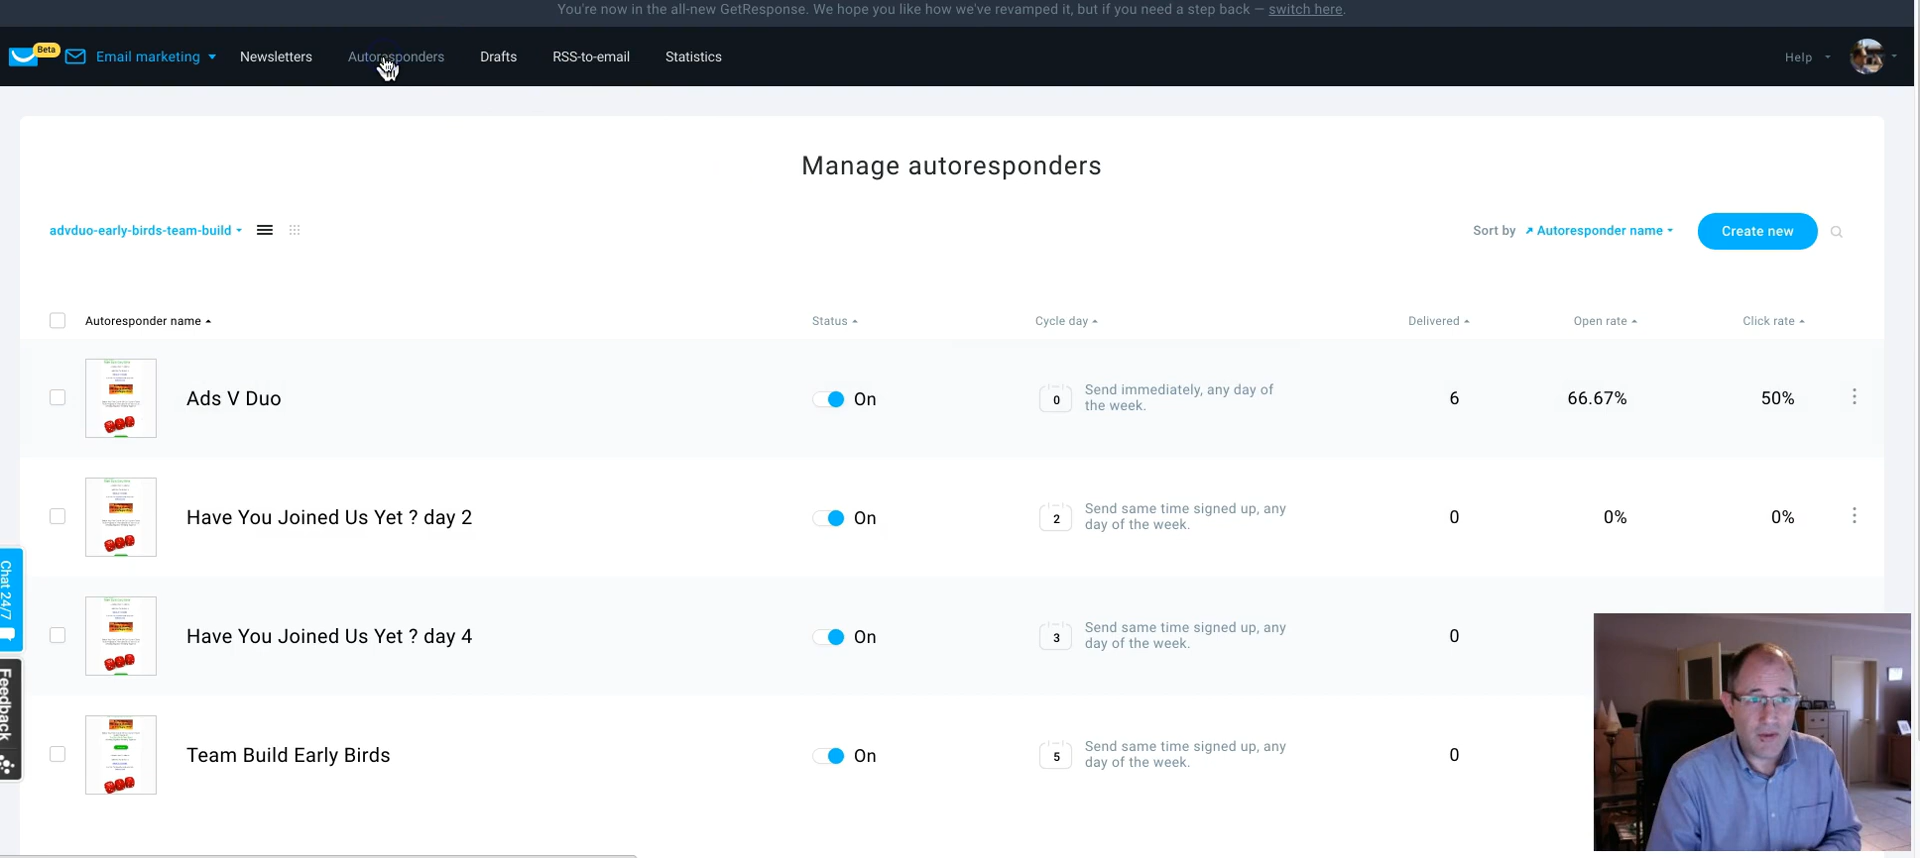 You're now in the all-new GetResponse. We hope you like how we've revamped it, but if you need a step back — switch here.
Beta
Email marketing
Newsletters
Autoresponders
Drafts
RSS-to-email
Statistics
Help
Manage autoresponders
advduo-early-birds-team-build
Sort by Autoresponder name
Create new
Autoresponder name
Status
Cycle day
Delivered
Open rate
Click rate
Ads V Duo
On
0
Send immediately, any day of
the week.
6
66.67%
50%
Have You Joined Us Yet ? day 2
On
2
Send same time signed up, any
day of the week.
0
0%
0%
Have You Joined Us Yet ? day 4
On
3
Send same time signed up, any
day of the week.
0
Team Build Early Birds
On
5
Send same time signed up, any
day of the week.
0
Chat 24/7
Feedback